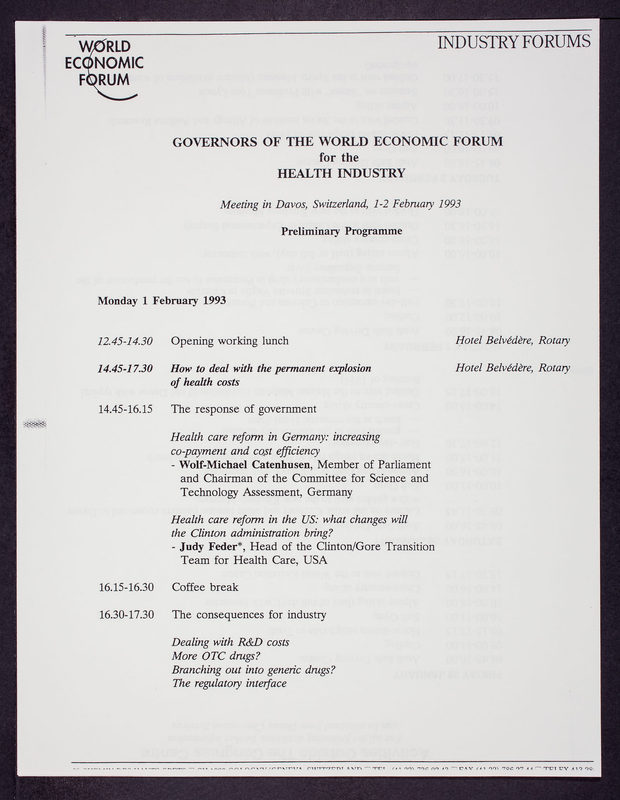 WORLD
ECONOMIC
FORUM
INDUSTRY FORUMS
GOVERNORS OF THE WORLD ECONOMIC FORUM
for the
HEALTH INDUSTRY
Meeting in Davos, Switzerland, 1-2 February 1993
Preliminary Programme
Monday 1 February 1993
12.45-14.30 Opening working lunch Hotel Belvédère, Rotary
14.45-17.30 How to deal with the permanent explosion Hotel Belvédère, Rotary
of health costs
14.45-16.15 The response of government
Health care reform in Germany: increasing
co-payment and cost efficiency
- Wolf-Michael Catenhusen, Member of Parliament
and Chairman of the Committee for Science and
Technology Assessment, Germany
Health care reform in the US: what changes will
the Clinton administration bring?
- Judy Feder*, Head of the Clinton/Gore Transition
Team for Health Care, USA
16.15-16.30 Coffee break
16.30-17.30 The consequences for industry
Dealing with R&D costs
More OTC drugs?
Branching out into generic drugs?
The regulatory interface